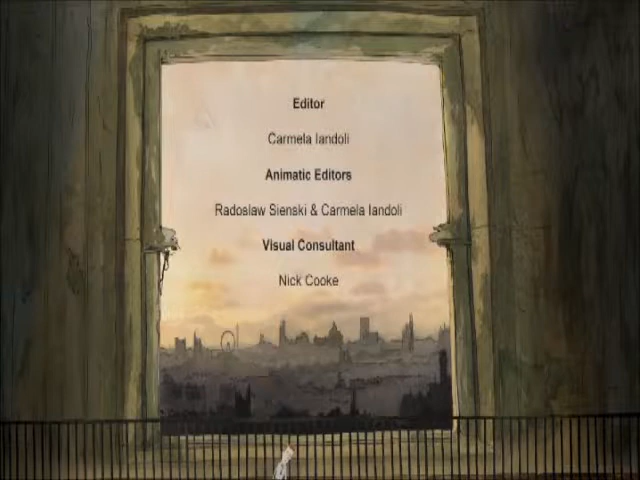 Editor
Carmela Iandoli
Animatic Editors
Radoslaw Sienski & Carmela Iandoli
Visual Consultant
Nick Cooke